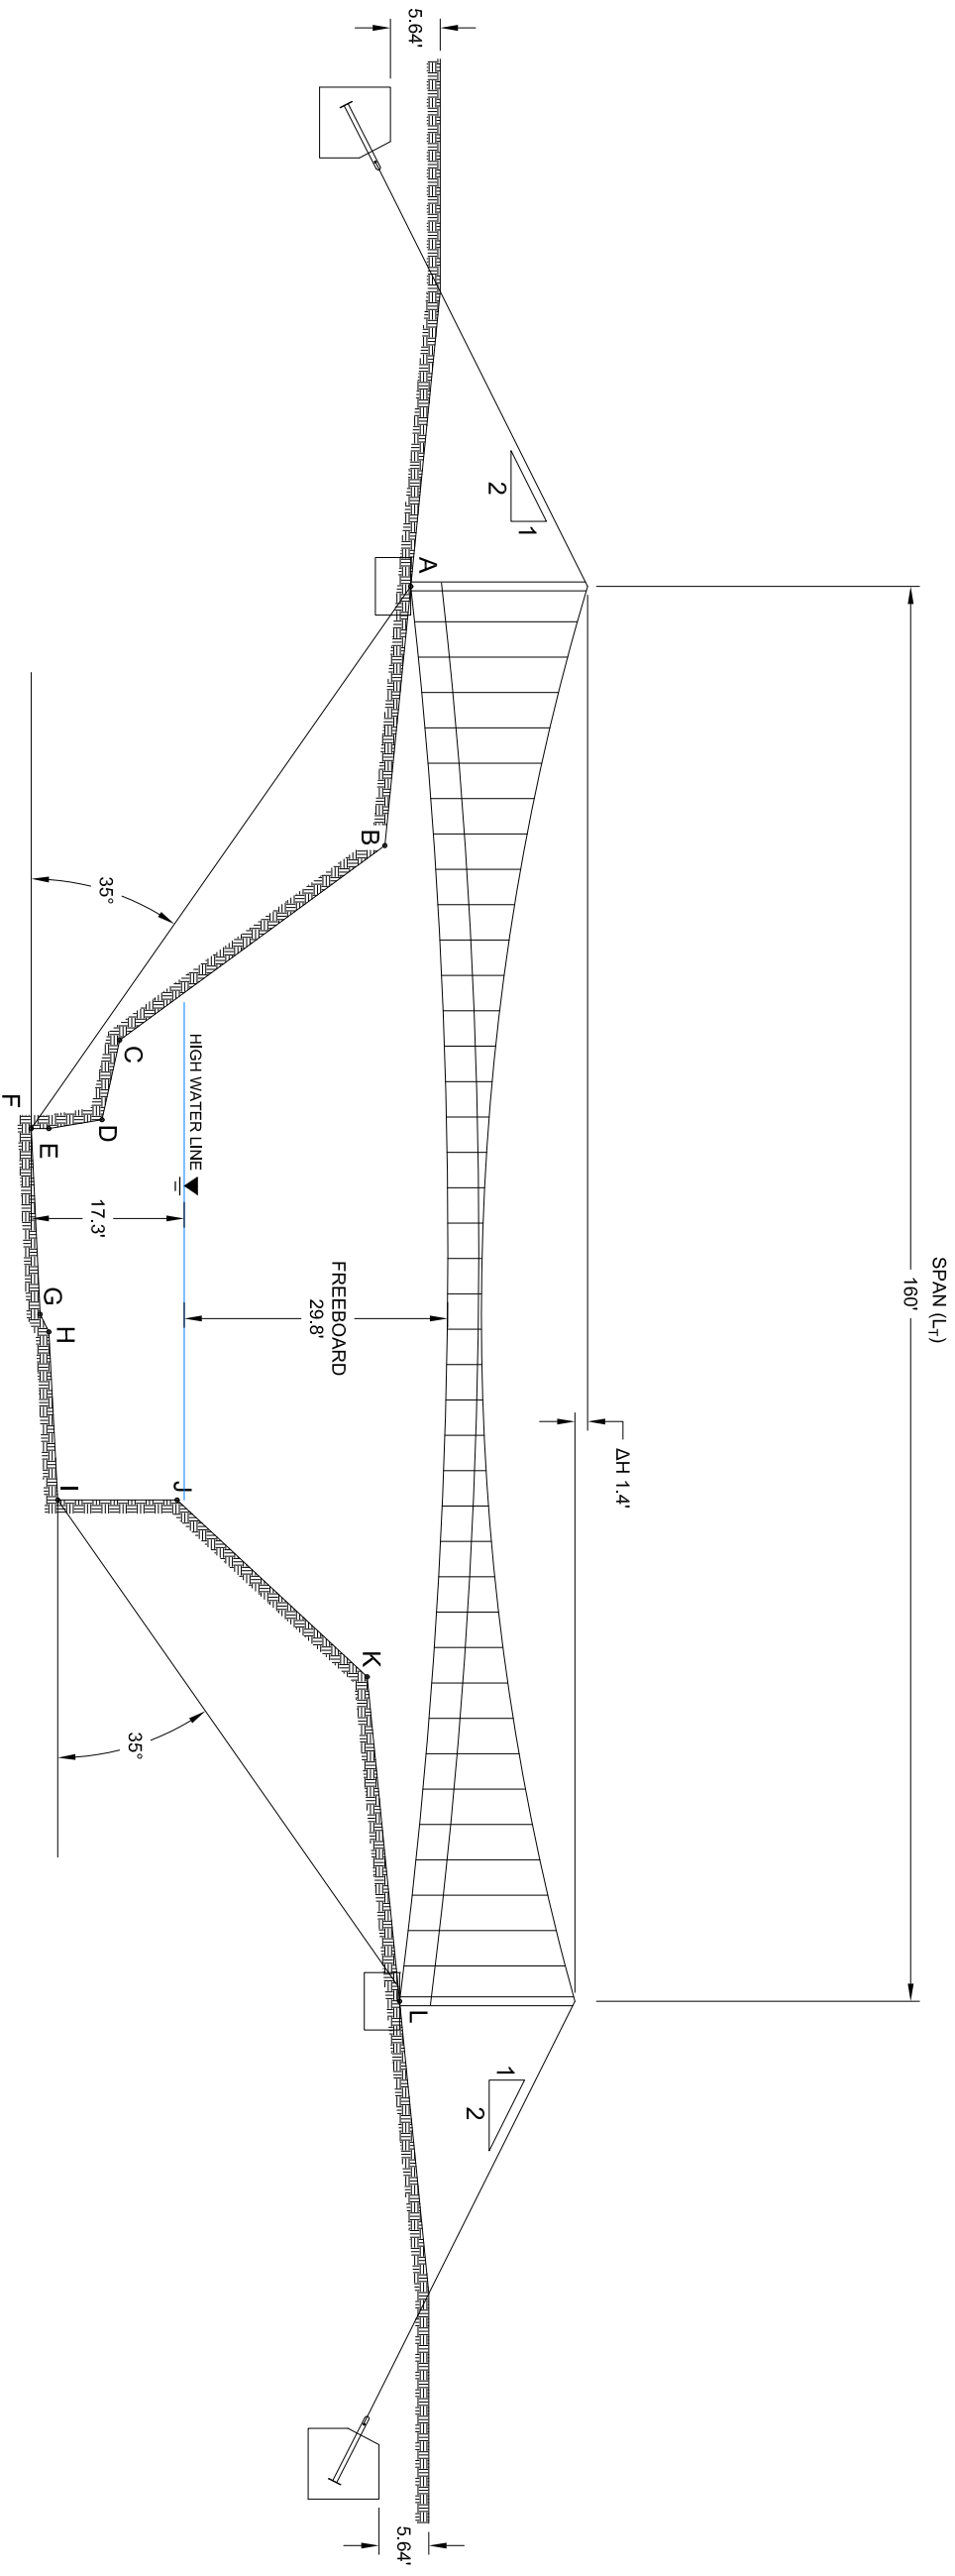 SPAN (LT)
160'
ΔH 1.4'
1
2
1
2
5.64'
5.64'
A
B
C
D
E
F
G
H
I
J
K
L
FREEBOARD
29.8'
HIGH WATER LINE
17.3'
35°
35°